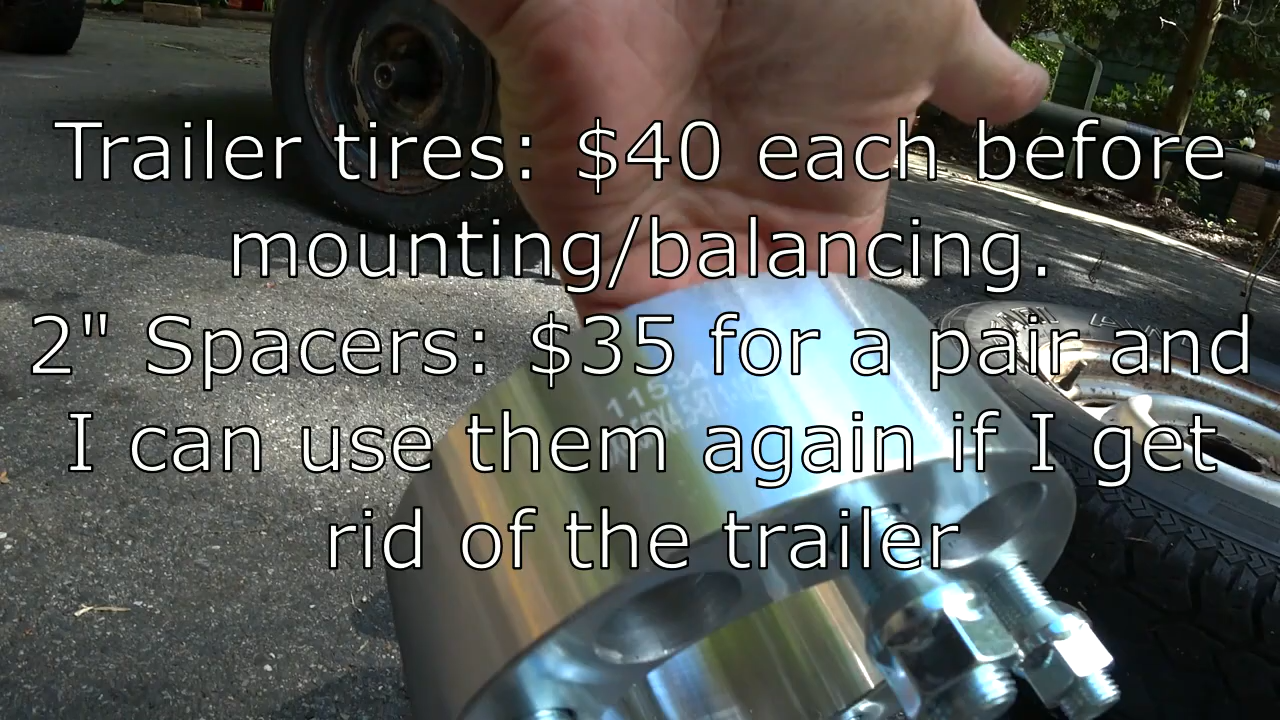 Trailer tires: $40 each before
mounting/balancing.
2" Spacers: $35 for a pair and
I can use them again if I get
rid of the trailer